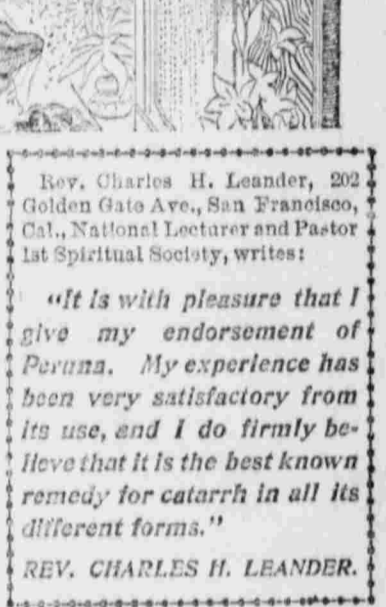 Rev. Charles H. Leander, 202
Golden Gate Ave., San Francisco,
Cal., National Lecturer and Pastor
1st Spiritual Society, writes:
"It is with pleasure that I
give my endorsement of
Peruna. My experience has
been very satisfactory from
its use, and I do firmly be-
lieve that it is the best known
remedy for catarrh in all its
different forms."
REV. CHARLES H. LEANDER.